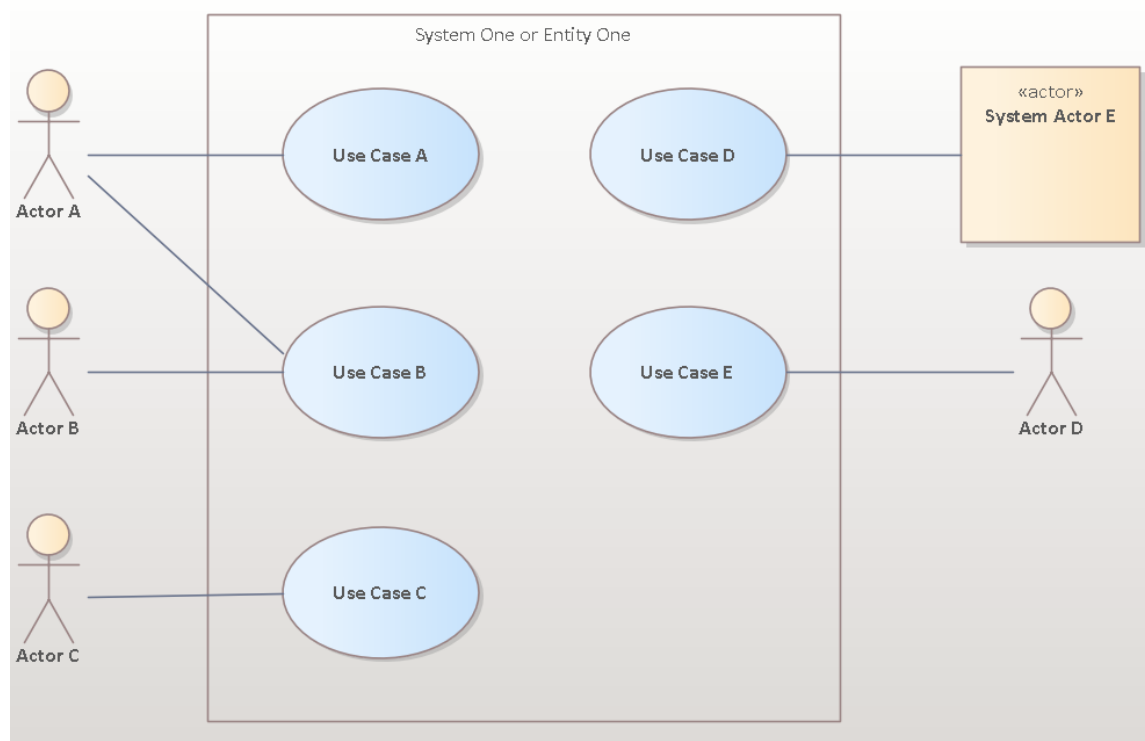 System One or Entity One
«actor»
System Actor E
Use Case A
Use Case D
Actor A
Use Case B
Use Case E
Actor B
Actor D
Use Case C
Actor C